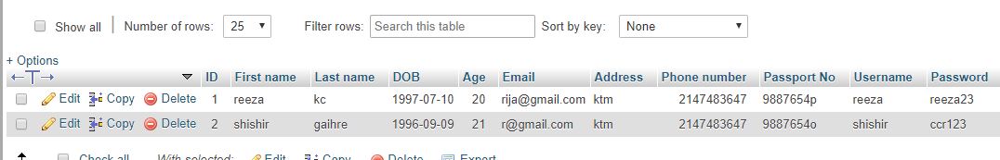 Show all Number of rows: 25 Filter rows: Search this table Sort by key: None
+ Options
ID First name Last name DOB Age Email Address Phone number Passport No Username Password
Edit Copy Delete 1 reeza kc 1997-07-10 20 rija@gmail.com ktm 2147483647 9887654p reeza reeza23
Edit Copy Delete 2 shishir gaihre 1996-09-09 21 r@gmail.com ktm 2147483647 9887654o shishir ccr123
Check all With selected: Edit Copy Delete Export